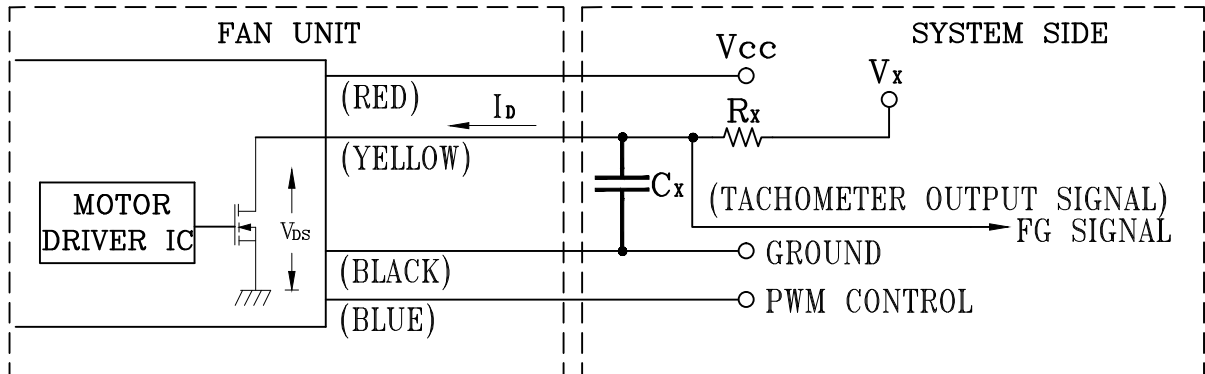 FAN UNIT
SYSTEM SIDE
Vcc
Vx
(RED)
ID
Rx
(YELLOW)
Cx
MOTOR
DRIVER IC
VDS
(TACHOMETER OUTPUT SIGNAL)
FG SIGNAL
GROUND
(BLACK)
PWM CONTROL
(BLUE)